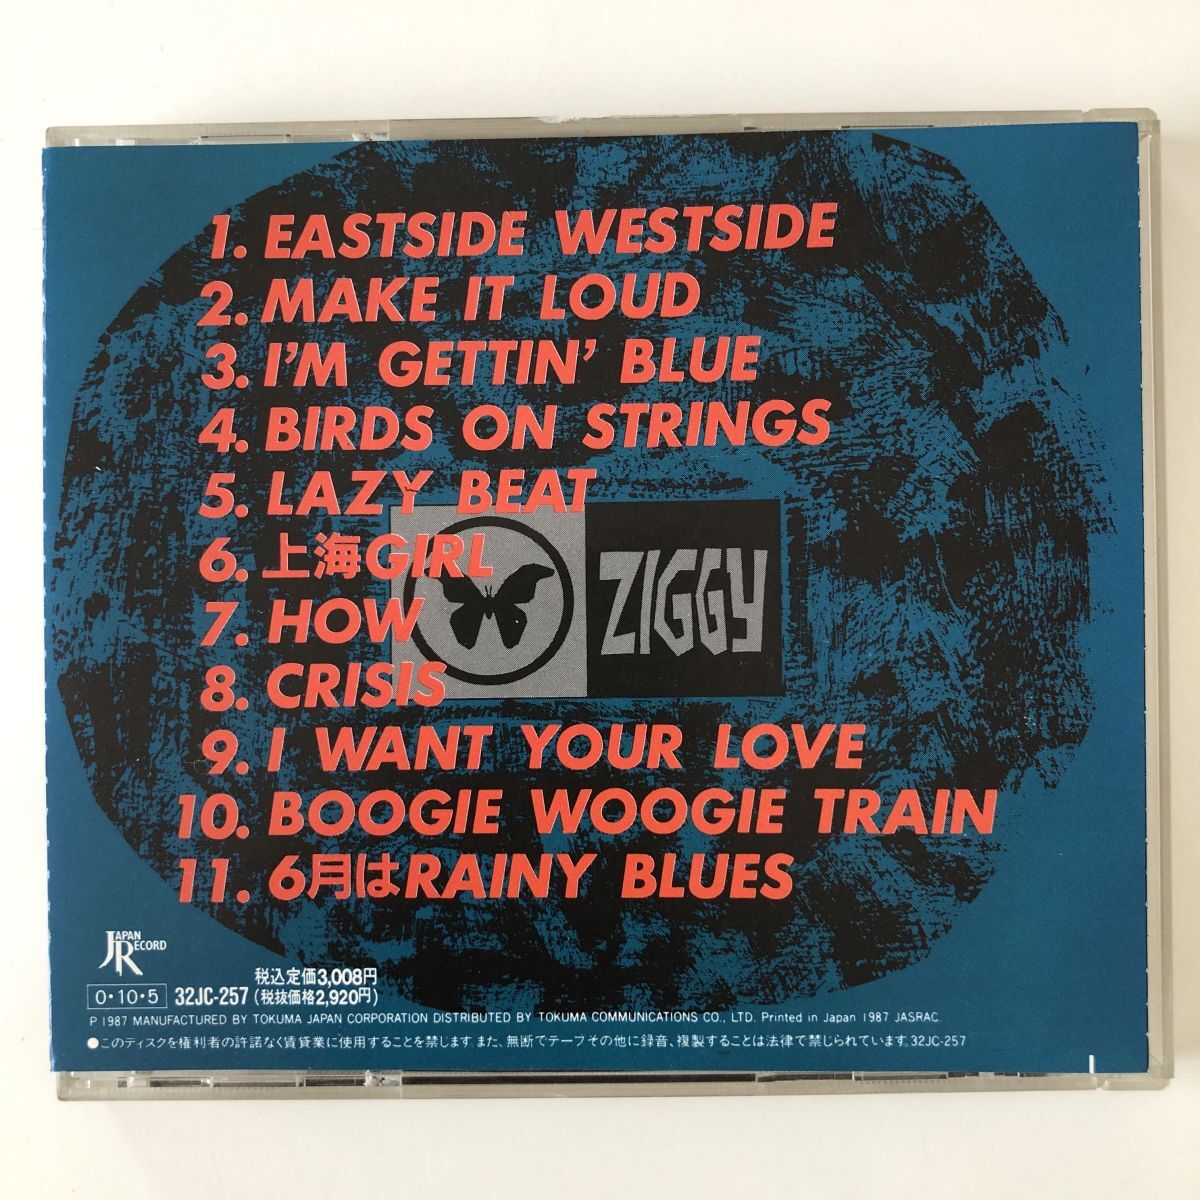 1. EASTSIDE WESTSIDE
2. MAKE IT LOUD
3. I'M GETTIN' BLUE
4. BIRDS ON STRINGS
5. LAZY BEAT
6. 上海GIRL
7. HOW
8. CRISIS
9. I WANT YOUR LOVE
10. BOOGIE WOOGIE TRAIN
11. 6月はRAINY BLUES
ZIGGY
JAPAN RECORD
0・10・5 32JC-257 税込定価3,008円
(税抜価格2,920円)
P 1987 MANUFACTURED BY TOKUMA JAPAN CORPORATION DISTRIBUTED BY TOKUMA COMMUNICATIONS CO., LTD. Printed in Japan 1987 JASRAC.
●このディスクを権利者の許諾なく賃貸業に使用することを禁じます。また、無断でテープその他に録音、複製することは法律で禁じられています。32JC-257